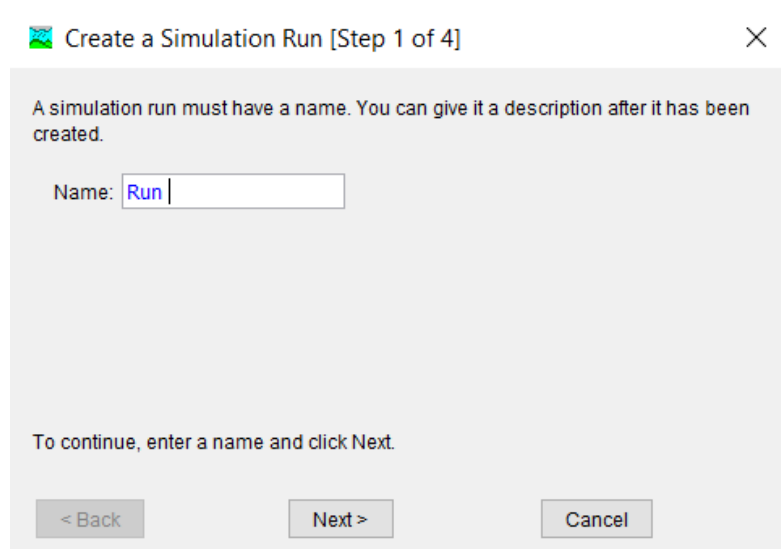 Create a Simulation Run [Step 1 of 4]
A simulation run must have a name. You can give it a description after it has been
created.
Name: Run
To continue, enter a name and click Next.
< Back Next > Cancel